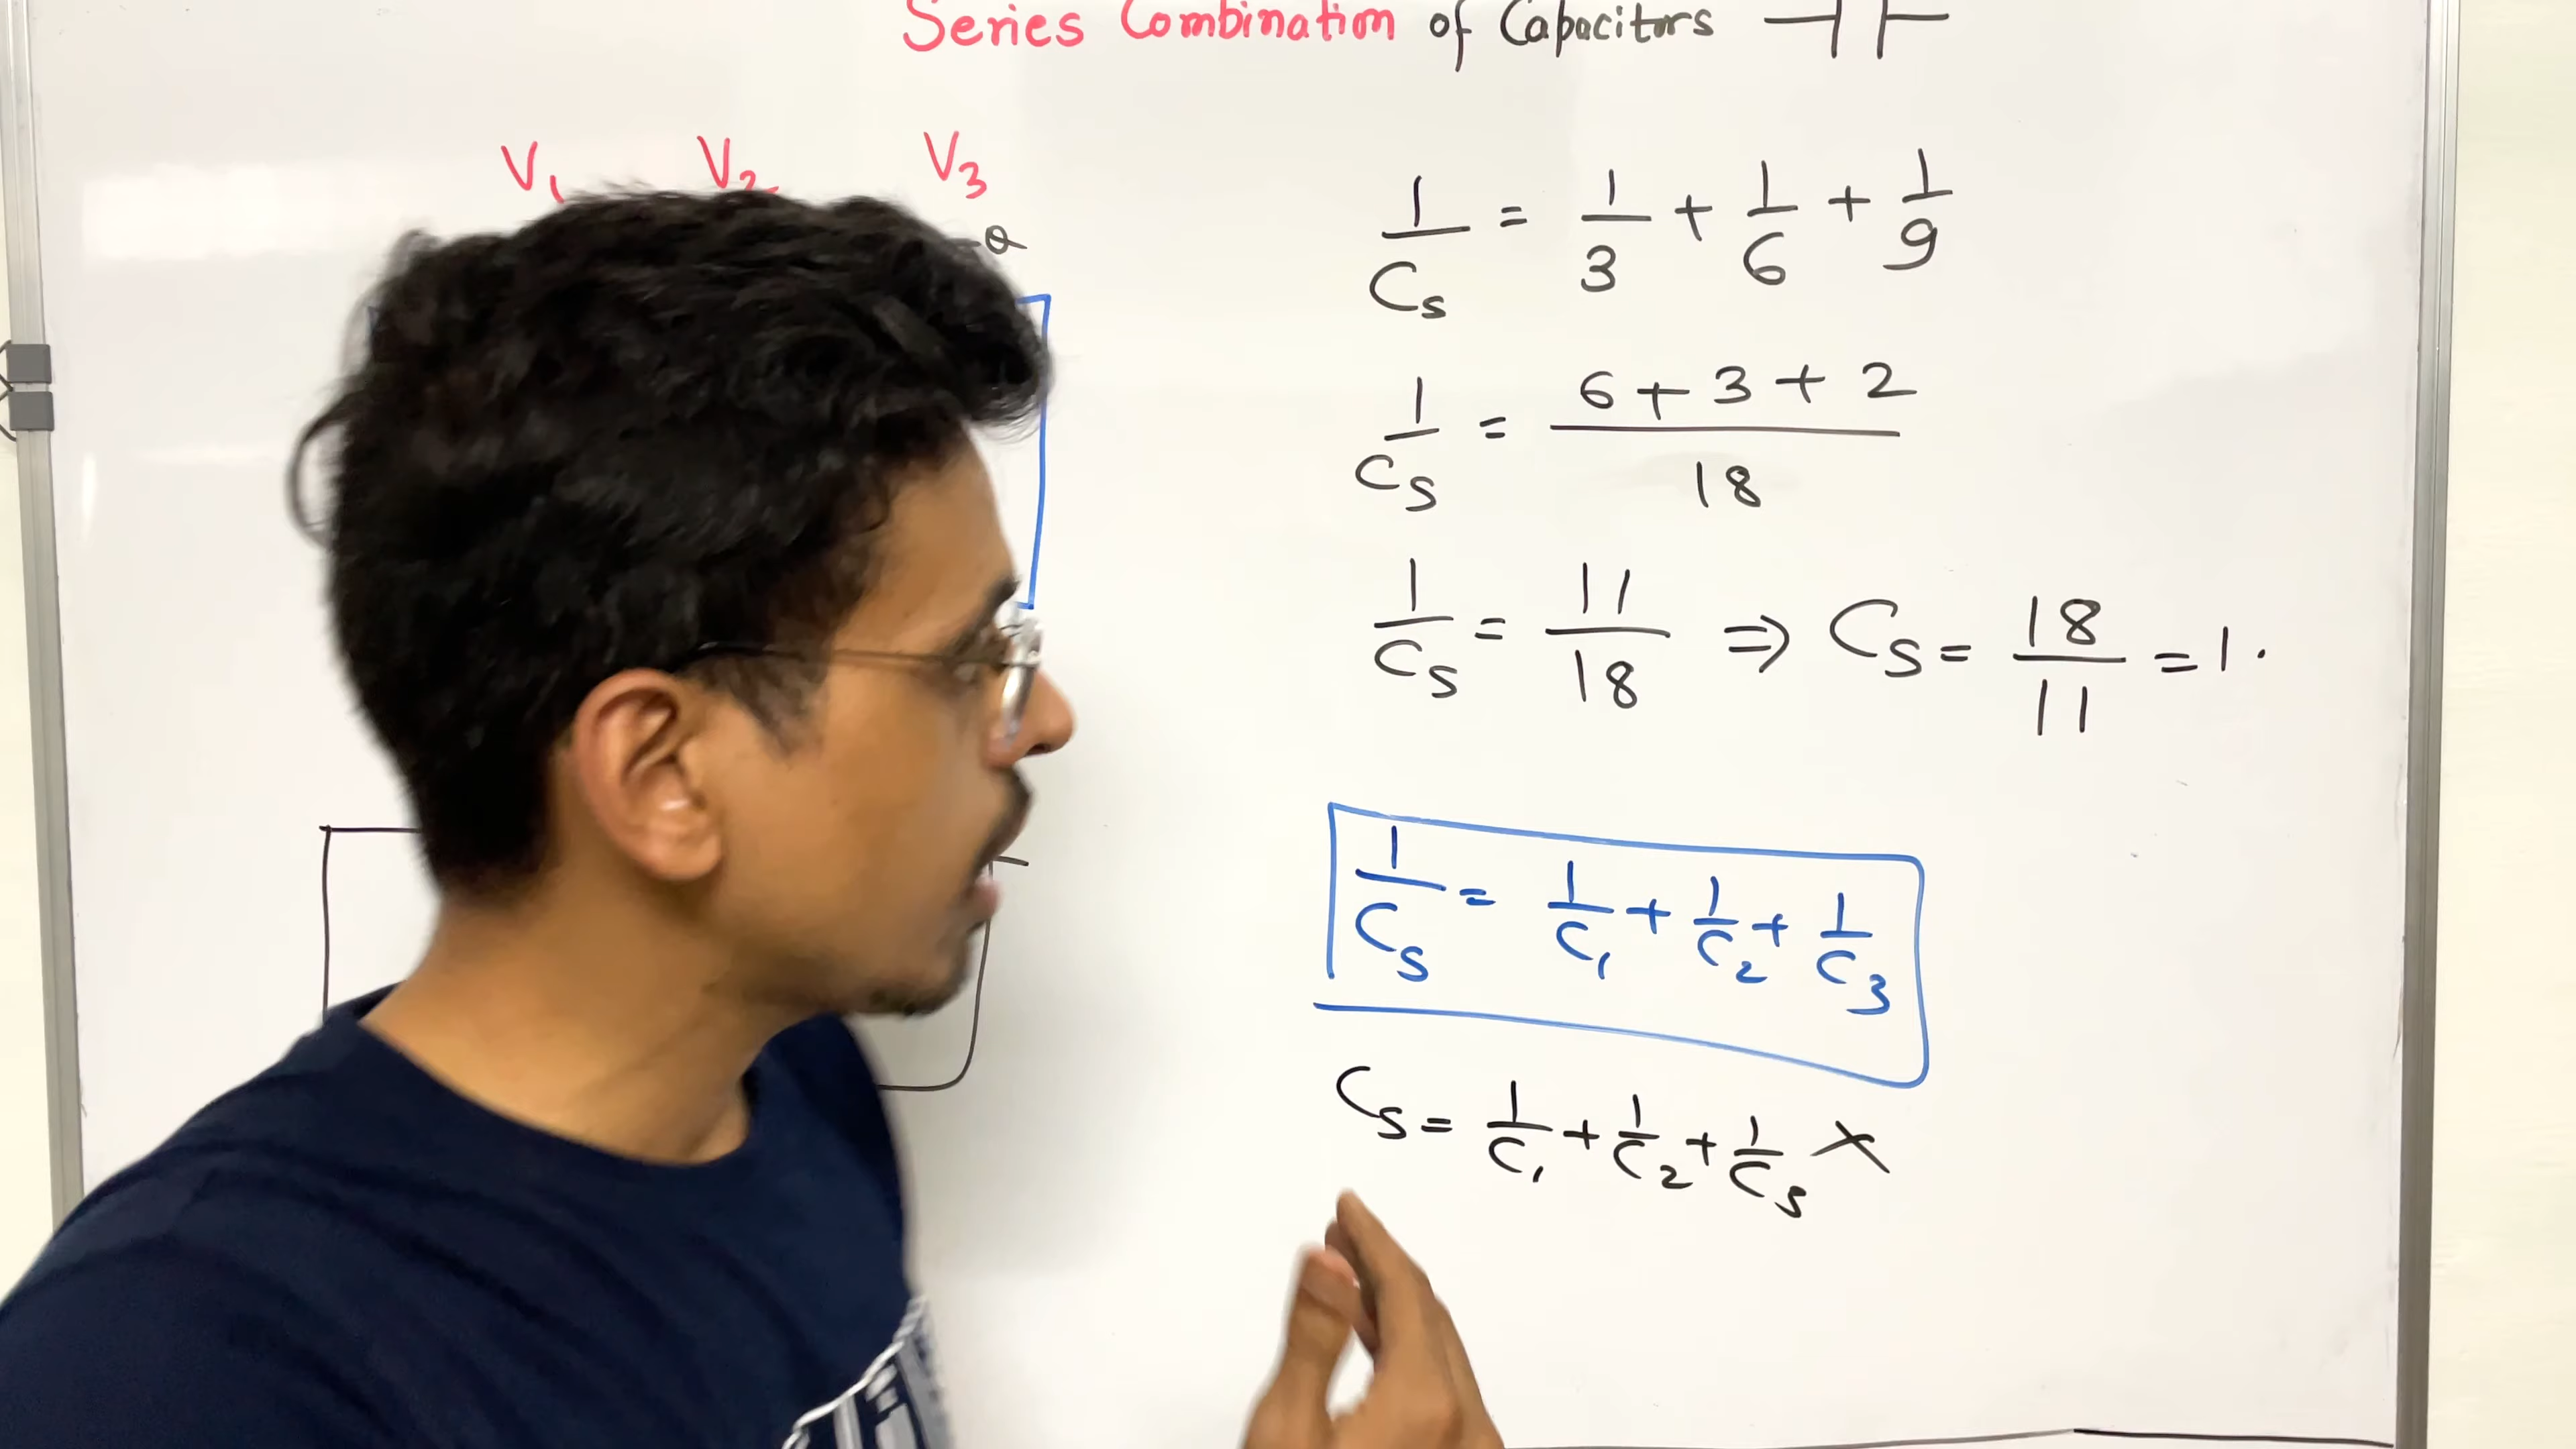 Series Combination of Capacitors
V₁ V₂ V₃
-Q
1/Cs = 1/3 + 1/6 + 1/9
1/Cs = (6+3+2)/18
1/Cs = 11/18 ⇒ Cs = 18/11 = 1.
1/Cs = 1/C₁ + 1/C₂ + 1/C₃
Cs = 1/C₁ + 1/C₂ + 1/Cs ×